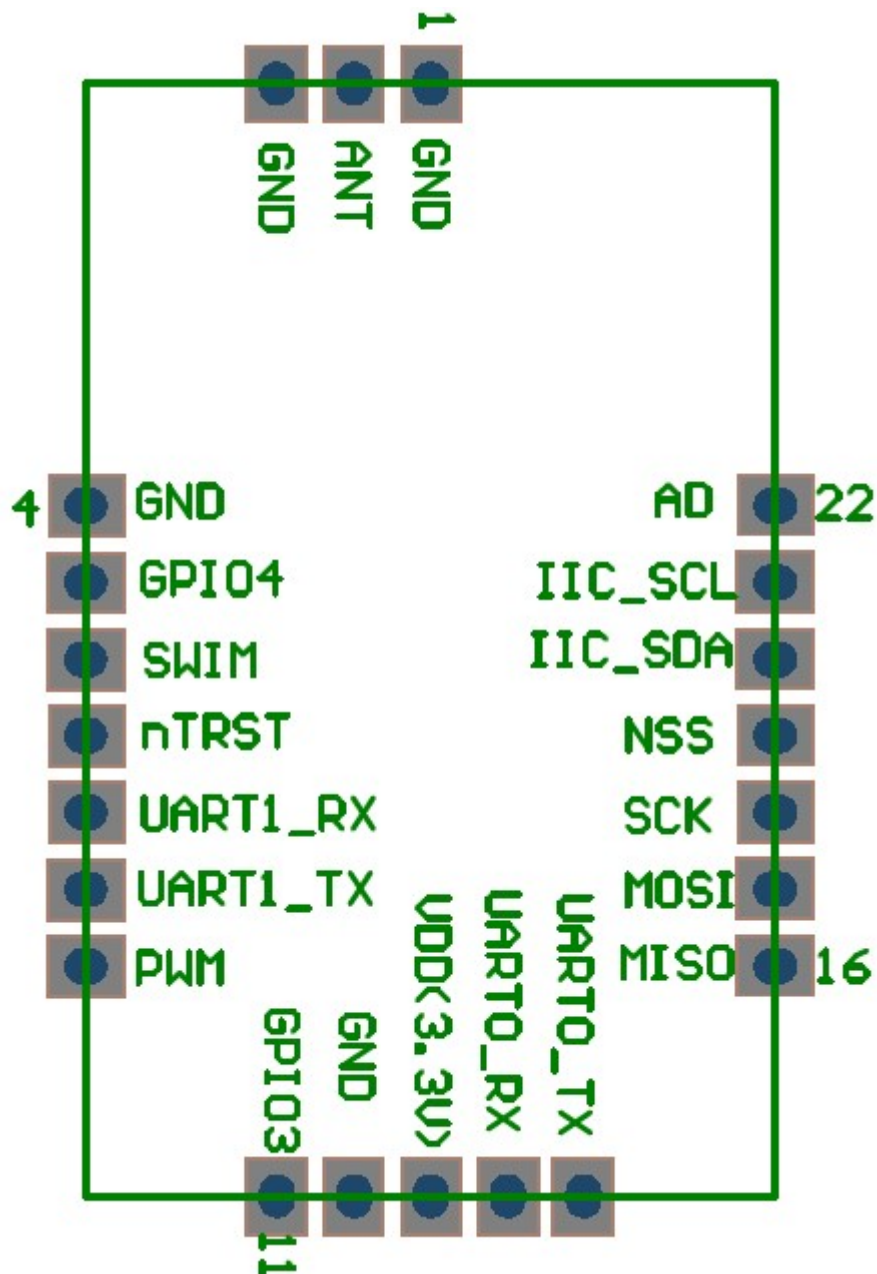 1
GND
ANT
GND
4
GND
GPIO4
SWIM
nTRST
UART1_RX
UART1_TX
PWM
AD
22
IIC_SCL
IIC_SDA
NSS
SCK
MOSI
MISO
16
GPIO3
GND
VDD(3.3V)
UART0_RX
UART0_TX
11